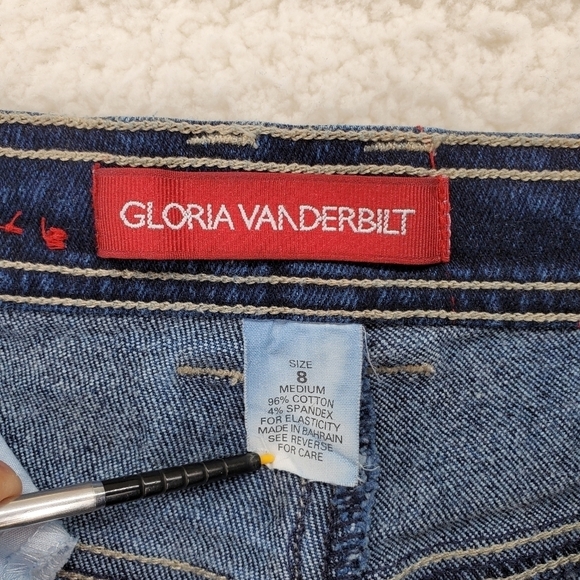 GLORIA VANDERBILT
SIZE
8
MEDIUM
96% COTTON
4% SPANDEX
FOR ELASTICITY
MADE IN BAHRAIN
SEE REVERSE
FOR CARE